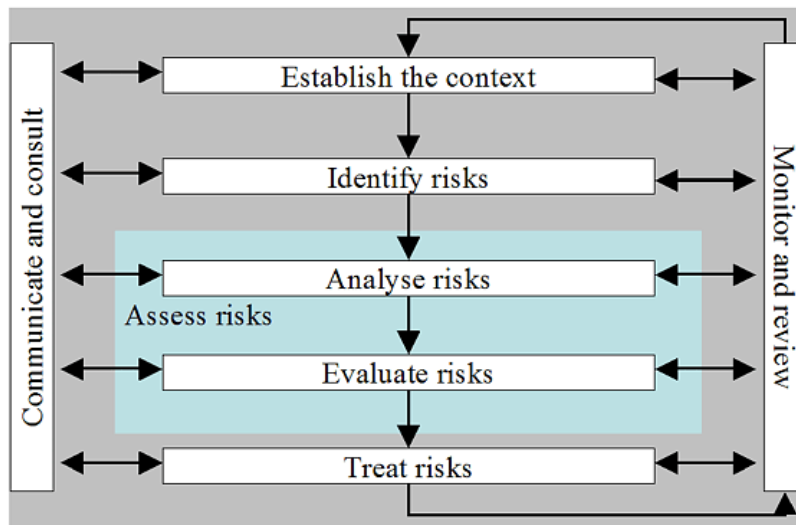 Establish the context
Communicate and consult
Identify risks
Monitor and review
Analyse risks
Assess risks
Evaluate risks
Treat risks